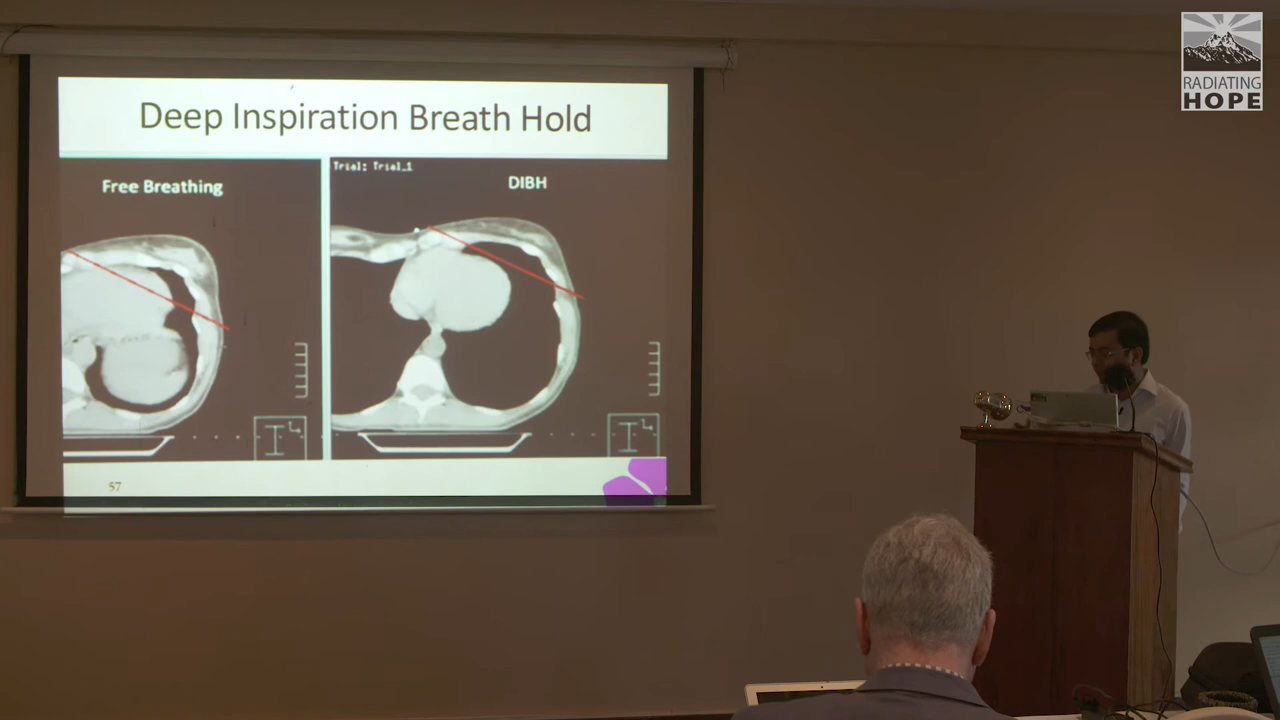 Deep Inspiration Breath Hold
Free Breathing
Trial: Trial_1
DIBH
57
RADIATING
HOPE